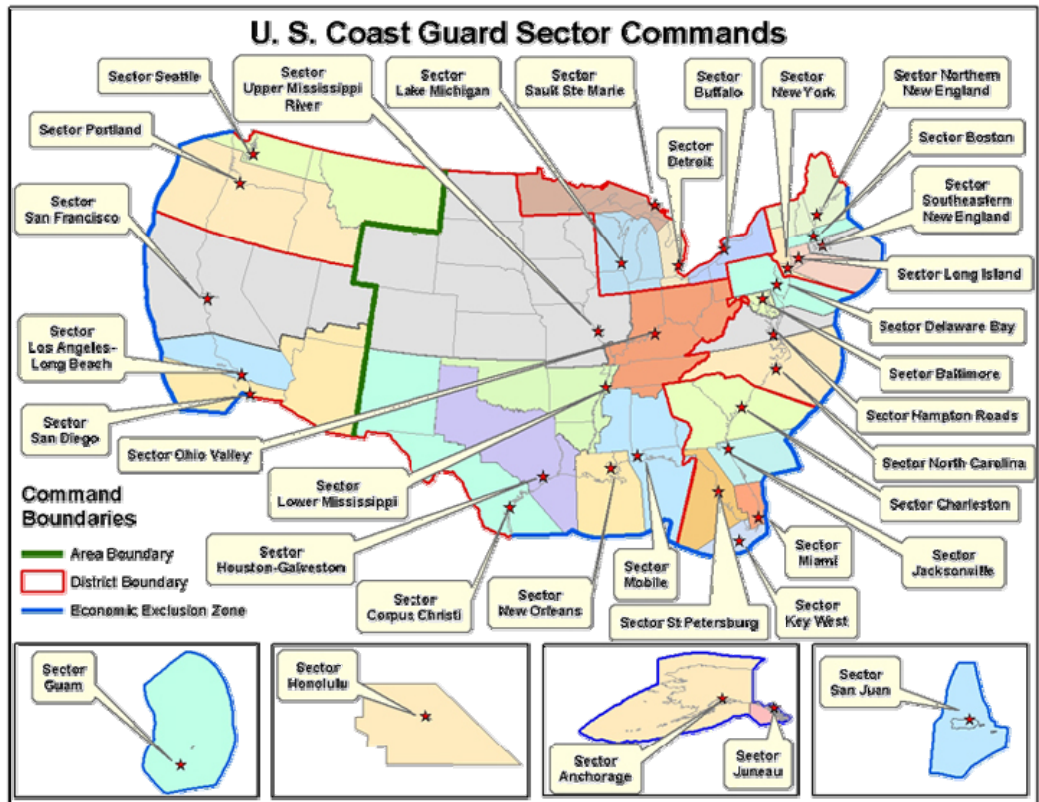 U. S. Coast Guard Sector Commands
Sector Seattle
Sector
Upper Mississippi
River
Sector
Lake Michigan
Sector
Sault Ste Marie
Sector
Buffalo
Sector
New York
Sector Northern
New England
Sector Portland
Sector
Detroit
Sector Boston
Sector
San Francisco
Sector
Southeastern
New England
Sector Long Island
Sector
Los Angeles-
Long Beach
Sector Delaware Bay
Sector Baltimore
Sector
San Diego
Sector Hampton Roads
Sector Ohio Valley
Sector North Carolina
Sector
Lower Mississippi
Sector Charleston
Command
Boundaries
Area Boundary
District Boundary
Economic Exclusion Zone
Sector
Houston-Galveston
Sector
Corpus Christi
Sector
New Orleans
Sector
Mobile
Sector St Petersburg
Sector
Key West
Sector
Miami
Sector
Jacksonville
Sector
Guam
Sector
Honolulu
Sector
Anchorage
Sector
Juneau
Sector
San Juan